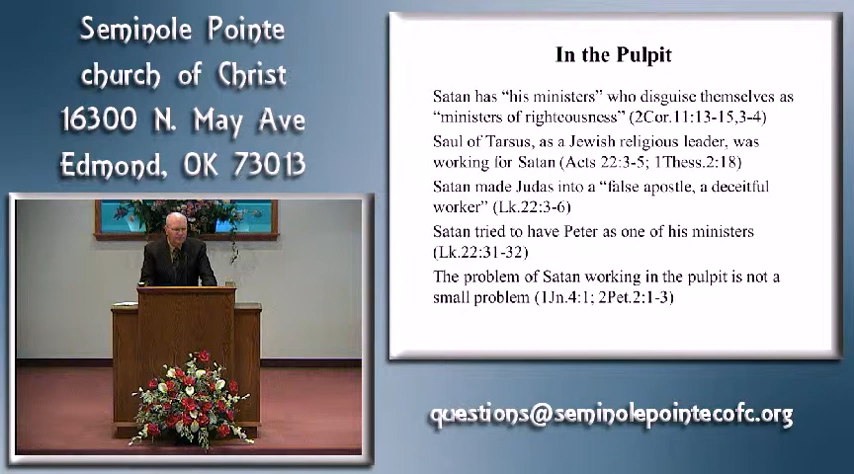 Seminole Pointe
church of Christ
16300 N. May Ave
Edmond, OK 73013
In the Pulpit
Satan has “his ministers” who disguise themselves as
“ministers of righteousness” (2Cor.11:13-15,3-4)
Saul of Tarsus, as a Jewish religious leader, was
working for Satan (Acts 22:3-5; 1Thess.2:18)
Satan made Judas into a “false apostle, a deceitful
worker” (Lk.22:3-6)
Satan tried to have Peter as one of his ministers
(Lk.22:31-32)
The problem of Satan working in the pulpit is not a
small problem (1Jn.4:1; 2Pet.2:1-3)
questions@seminolepointecofc.org